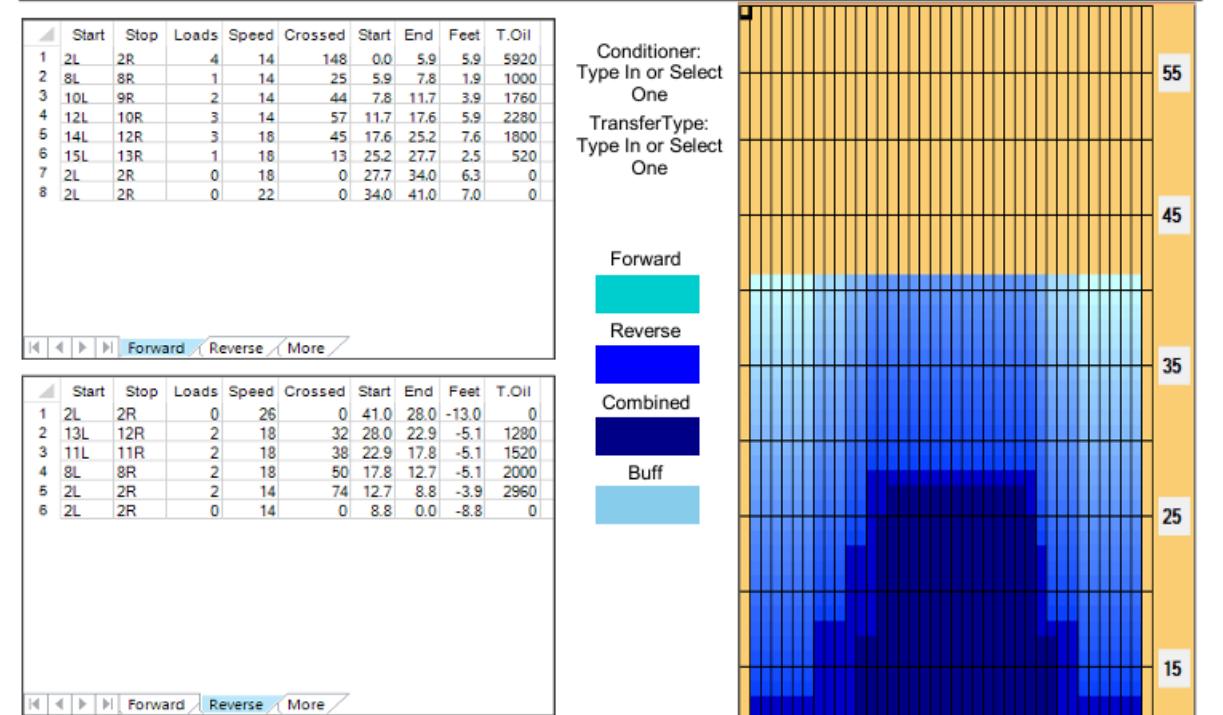 Start Stop Loads Speed Crossed Start End Feet T.Oil
1 2L 2R 4 14 148 0.0 5.9 5.9 5920
2 8L 8R 1 14 25 5.9 7.8 1.9 1000
3 10L 9R 2 14 44 7.8 11.7 3.9 1760
4 12L 10R 3 14 57 11.7 17.6 5.9 2280
5 14L 12R 3 18 45 17.6 25.2 7.6 1800
6 15L 13R 1 18 13 25.2 27.7 2.5 520
7 2L 2R 0 18 0 27.7 34.0 6.3 0
8 2L 2R 0 22 0 34.0 41.0 7.0 0
Forward Reverse More
Start Stop Loads Speed Crossed Start End Feet T.Oil
1 2L 2R 0 26 0 41.0 28.0 -13.0 0
2 13L 12R 2 18 32 28.0 22.9 -5.1 1280
3 11L 11R 2 18 38 22.9 17.8 -5.1 1520
4 8L 8R 2 18 50 17.8 12.7 -5.1 2000
5 2L 2R 2 14 74 12.7 8.8 -3.9 2960
6 2L 2R 0 14 0 8.8 0.0 -8.8 0
Forward Reverse More
Conditioner:
Type In or Select
One
TransferType:
Type In or Select
One
Forward
Reverse
Combined
Buff
55
45
35
25
15